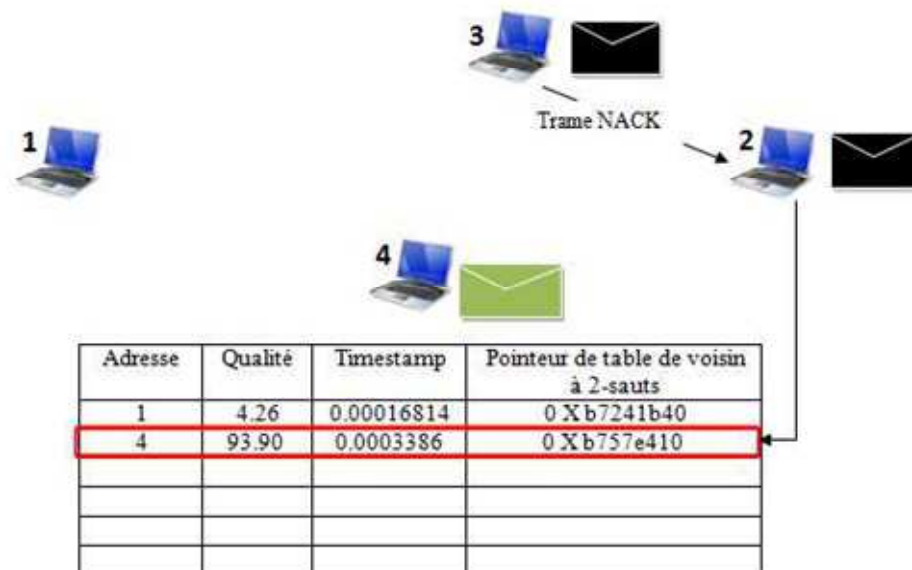 3
Trame NACK
1
2
4
Adresse Qualité Timestamp Pointeur de table de voisin
à 2-sauts
1 4.26 0.00016814 0 X b7241b40
4 93.90 0.0003386 0 X b757e410